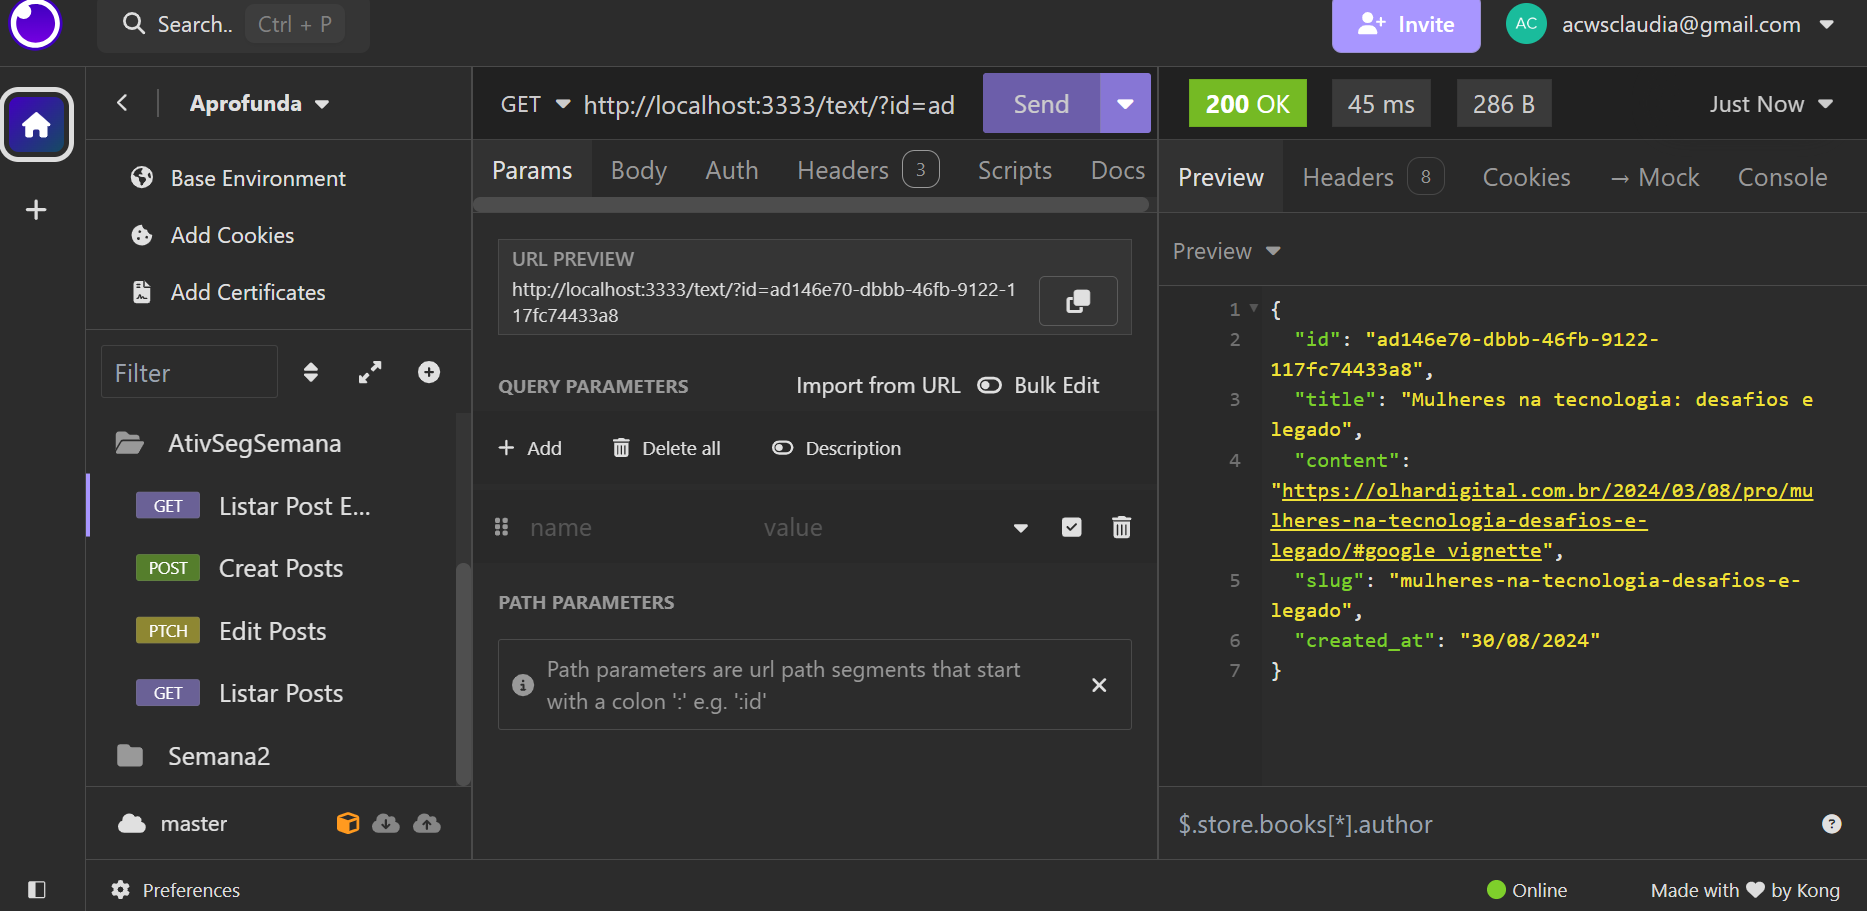 Search.. Ctrl + P
Invite
AC acwsclaudia@gmail.com
Aprofunda
Base Environment
Add Cookies
Add Certificates
Filter
AtivSegSemana
GET Listar Post E...
POST Creat Posts
PTCH Edit Posts
GET Listar Posts
Semana2
master
Preferences
GET http://localhost:3333/text/?id=ad Send
Params Body Auth Headers 3 Scripts Docs
URL PREVIEW
http://localhost:3333/text/?id=ad146e70-dbbb-46fb-9122-1
17fc74433a8
QUERY PARAMETERS Import from URL Bulk Edit
Add Delete all Description
name value
PATH PARAMETERS
Path parameters are url path segments that start
with a colon ':' e.g. ':id'
200 OK 45 ms 286 B Just Now
Preview Headers 8 Cookies → Mock Console
Preview
1 {
2 "id": "ad146e70-dbbb-46fb-9122-
117fc74433a8",
3 "title": "Mulheres na tecnologia: desafios e
legado",
4 "content":
"https://olhardigital.com.br/2024/03/08/pro/mu
lheres-na-tecnologia-desafios-e-
legado/#google_vignette",
5 "slug": "mulheres-na-tecnologia-desafios-e-
legado",
6 "created_at": "30/08/2024"
7 }
$.store.books[*].author
Online Made with ♥ by Kong